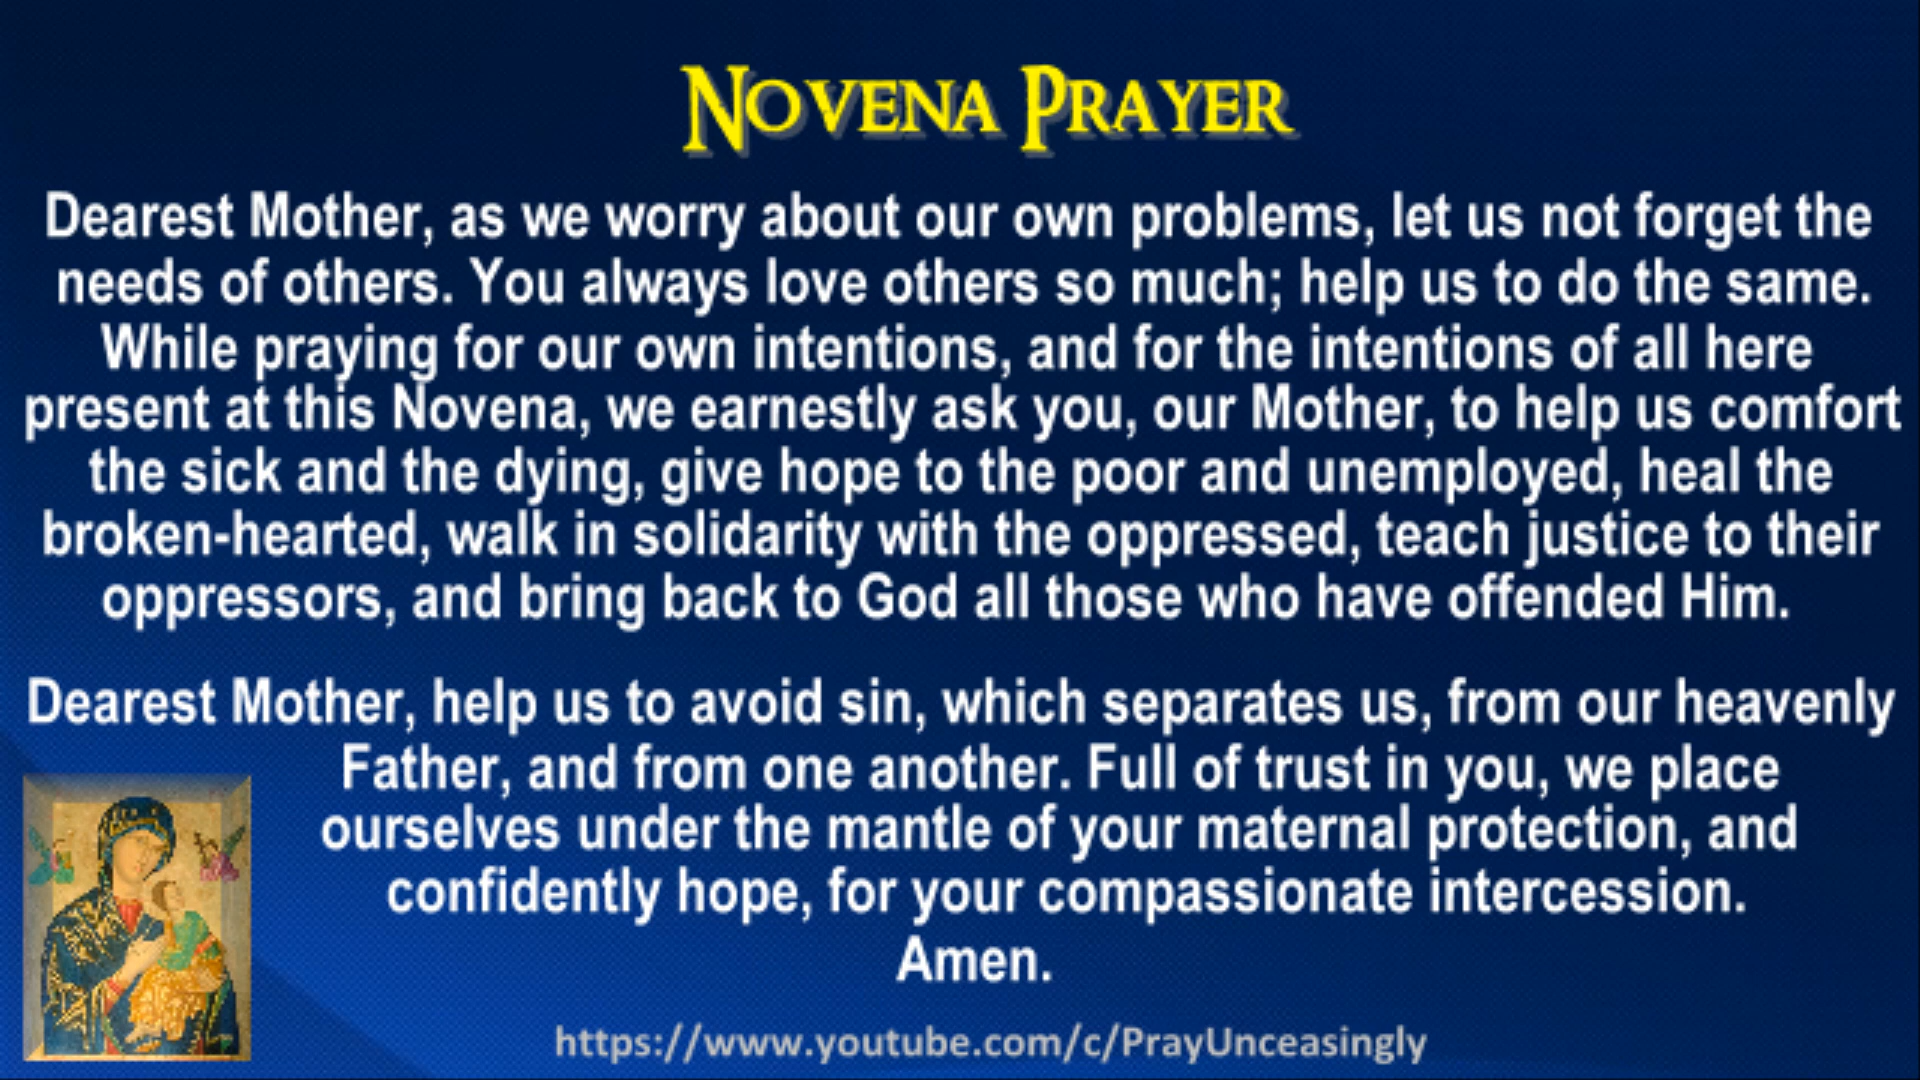 Novena Prayer
Dearest Mother, as we worry about our own problems, let us not forget the
needs of others. You always love others so much; help us to do the same.
While praying for our own intentions, and for the intentions of all here
present at this Novena, we earnestly ask you, our Mother, to help us comfort
the sick and the dying, give hope to the poor and unemployed, heal the
broken-hearted, walk in solidarity with the oppressed, teach justice to their
oppressors, and bring back to God all those who have offended Him.
Dearest Mother, help us to avoid sin, which separates us, from our heavenly
Father, and from one another. Full of trust in you, we place
ourselves under the mantle of your maternal protection, and
confidently hope, for your compassionate intercession.
Amen.
https://www.youtube.com/c/PrayUnceasingly